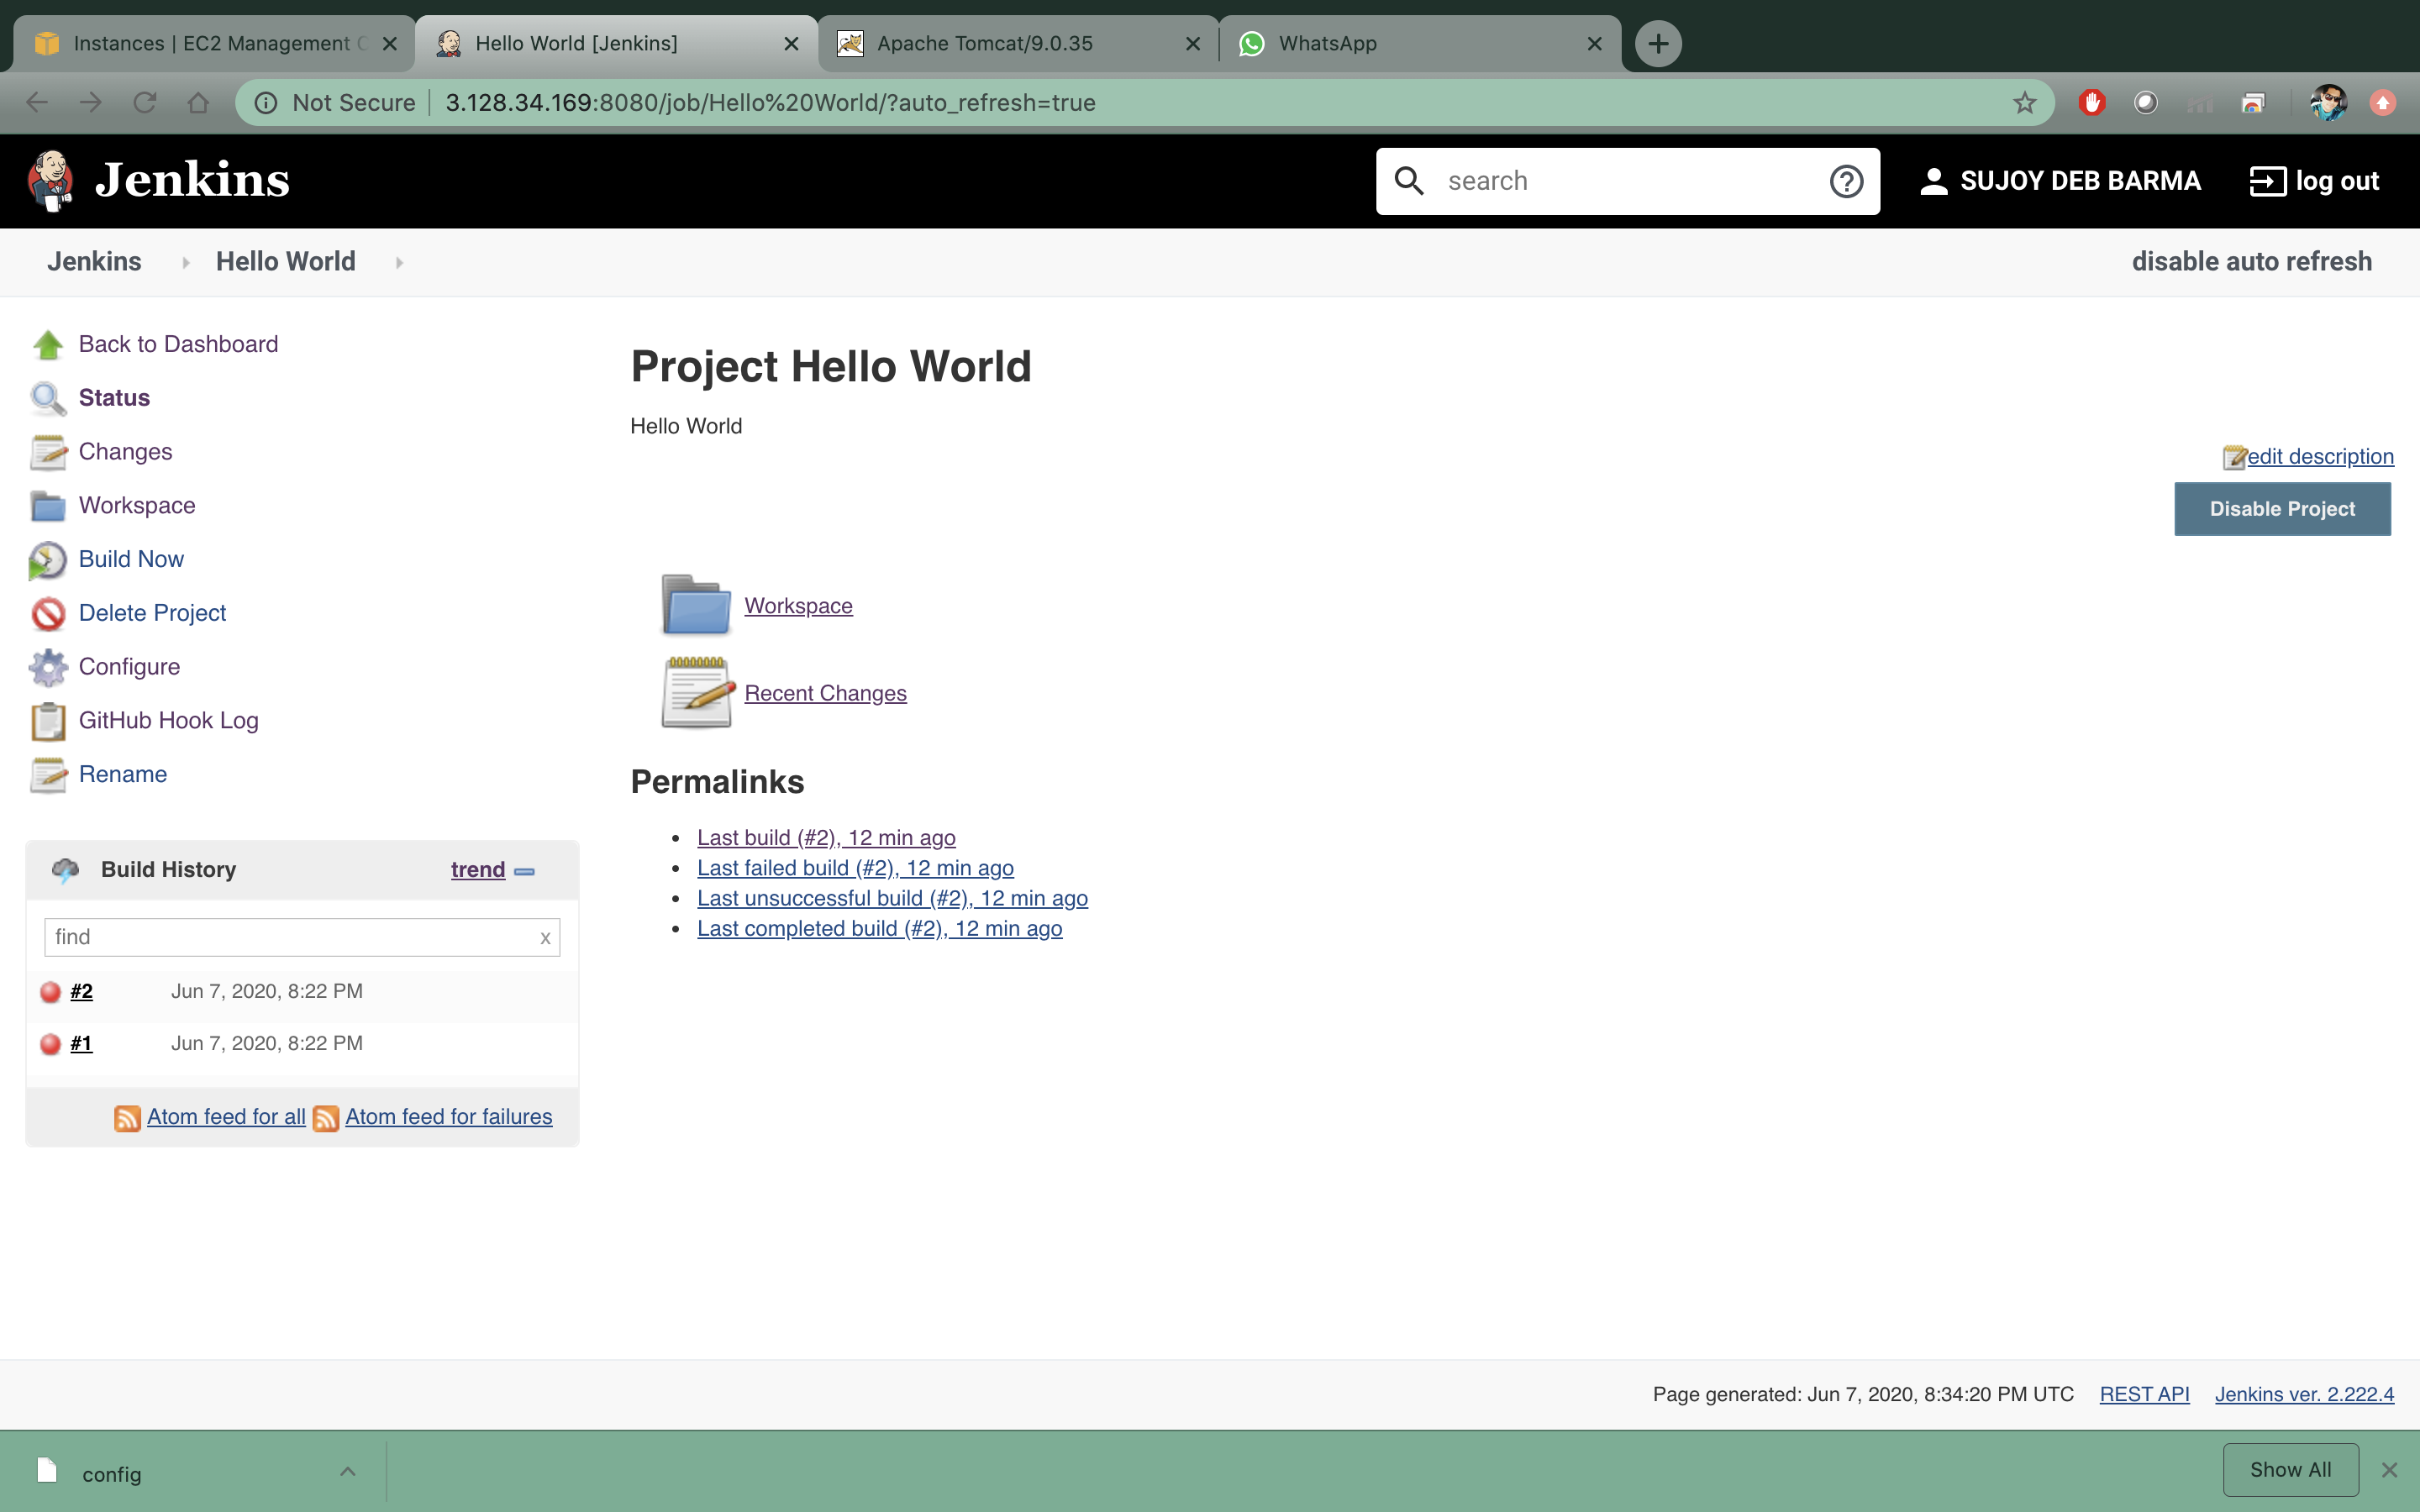 Instances | EC2 Management C
Hello World [Jenkins]
Apache Tomcat/9.0.35
WhatsApp
Not Secure
3.128.34.169:8080/job/Hello%20World/?auto_refresh=true
Jenkins
search
SUJOY DEB BARMA
log out
Jenkins
Hello World
disable auto refresh
Back to Dashboard
Status
Changes
Workspace
Build Now
Delete Project
Configure
GitHub Hook Log
Rename
Build History
trend
find
x
#2
Jun 7, 2020, 8:22 PM
#1
Jun 7, 2020, 8:22 PM
Atom feed for all
Atom feed for failures
Project Hello World
Hello World
edit description
Disable Project
Workspace
Recent Changes
Permalinks
Last build (#2), 12 min ago
Last failed build (#2), 12 min ago
Last unsuccessful build (#2), 12 min ago
Last completed build (#2), 12 min ago
Page generated: Jun 7, 2020, 8:34:20 PM UTC
REST API
Jenkins ver. 2.222.4
config
Show All